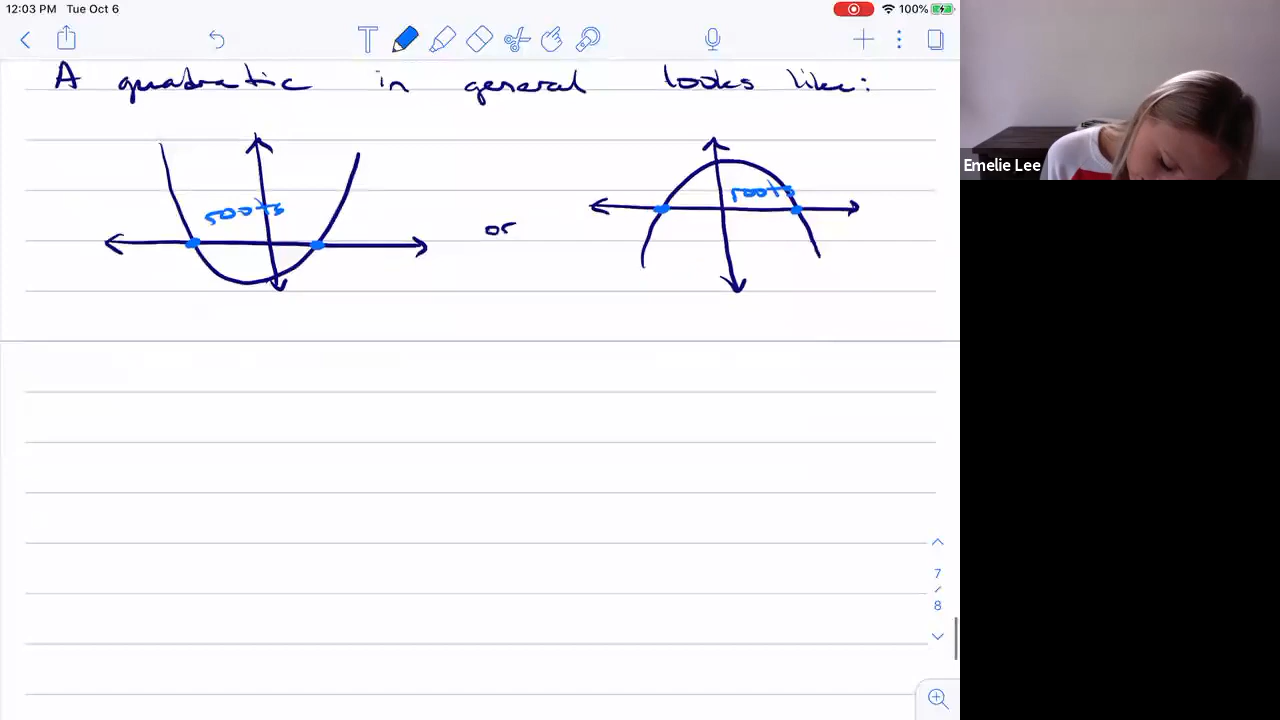 12:03 PM Tue Oct 6
100%
A quadratic in general looks like:
roots
or
roots
Emelie Lee
7
8